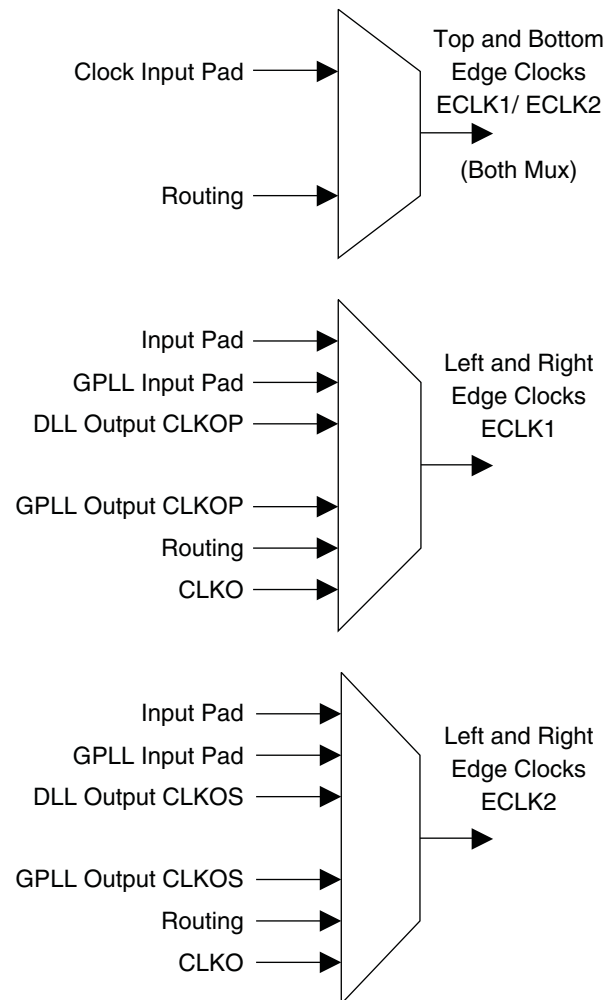 Clock Input Pad
Routing
Top and Bottom
Edge Clocks
ECLK1/ ECLK2
(Both Mux)
Input Pad
GPLL Input Pad
DLL Output CLKOP
GPLL Output CLKOP
Routing
CLKO
Left and Right
Edge Clocks
ECLK1
Input Pad
GPLL Input Pad
DLL Output CLKOS
GPLL Output CLKOS
Routing
CLKO
Left and Right
Edge Clocks
ECLK2